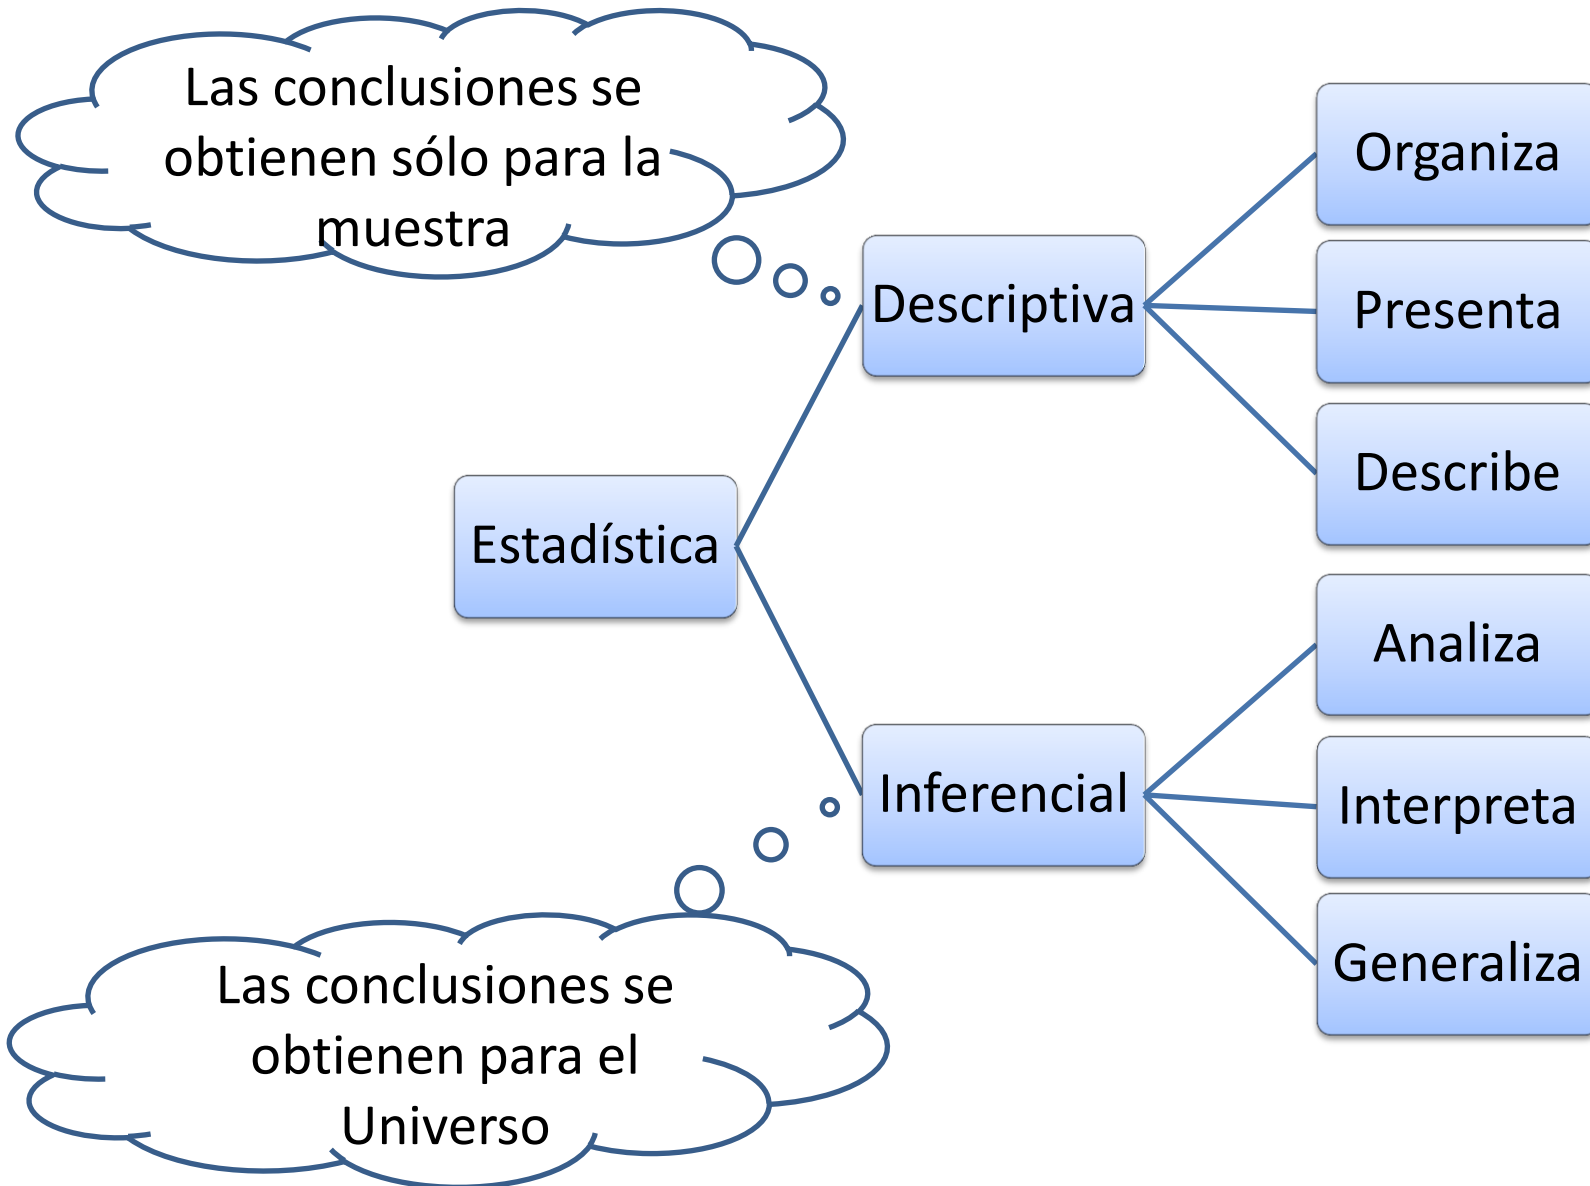 Las conclusiones se
obtienen sólo para la
muestra
Organiza
Presenta
Descriptiva
Describe
Estadística
Analiza
Interpreta
Inferencial
Generaliza
Las conclusiones se
obtienen para el
Universo